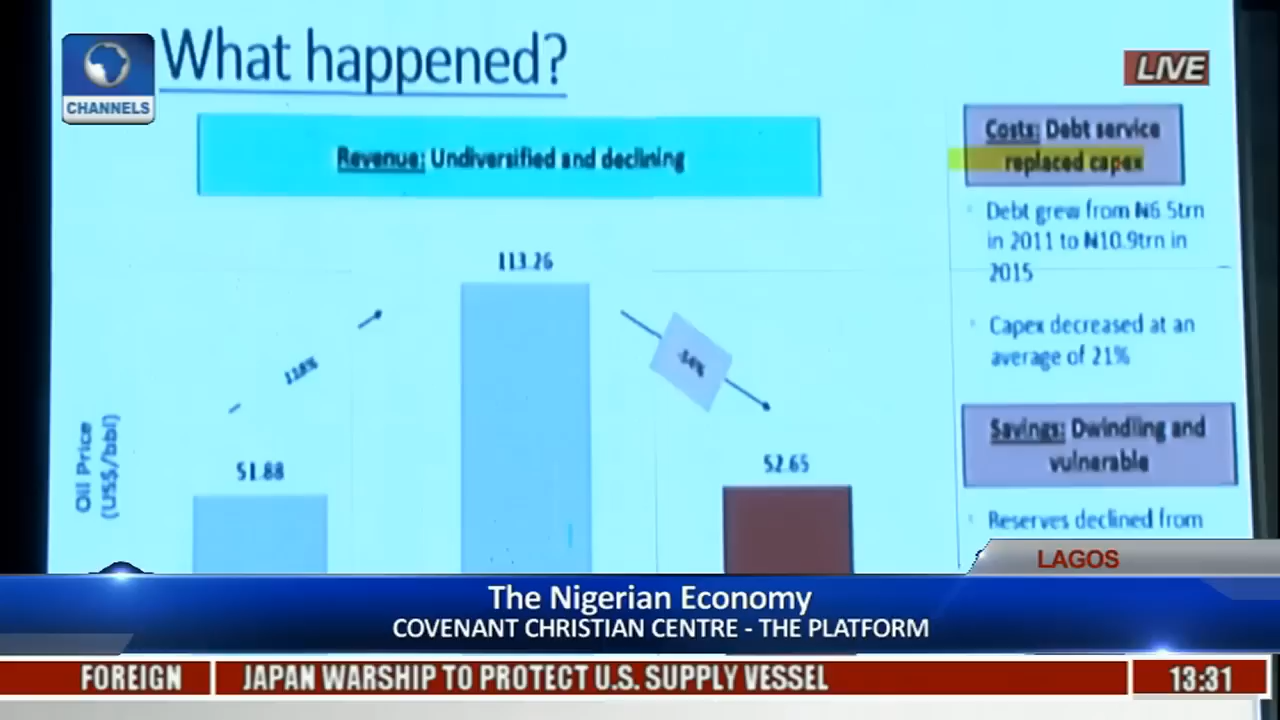 CHANNELS
What happened?
LIVE
Revenue: Undiversified and declining
Costs: Debt service
replaced capex
Debt grew from ₦6.5trn
in 2011 to ₦10.9trn in
2015
Capex decreased at an
average of 21%
Savings: Dwindling and
vulnerable
Reserves declined from
Oil Price
(US$/bbl)
51.88
118%
113.26
-54%
52.65
LAGOS
The Nigerian Economy
COVENANT CHRISTIAN CENTRE - THE PLATFORM
FOREIGN
JAPAN WARSHIP TO PROTECT U.S. SUPPLY VESSEL
13:31